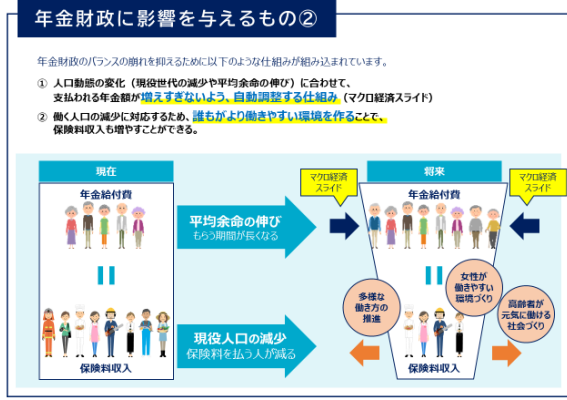 年金財政に影響を与えるもの②
年金財政のバランスの崩れを抑えるために以下のような仕組みが組み込まれています。
① 人口動態の変化（現役世代の減少や平均余命の伸び）に合わせて、
支払われる年金額が増えすぎないよう、自動調整する仕組み（マクロ経済スライド）
② 働く人口の減少に対応するため、誰もがより働きやすい環境を作ることで、
保険料収入も増やすことができる。
現在
年金給付費
保険料収入
平均余命の伸び
もらう期間が長くなる
現役人口の減少
保険料を払う人が減る
将来
マクロ経済
スライド
マクロ経済
スライド
年金給付費
多様な
働き方の
推進
女性が
働きやすい
環境づくり
高齢者が
元気に働ける
社会づくり
保険料収入